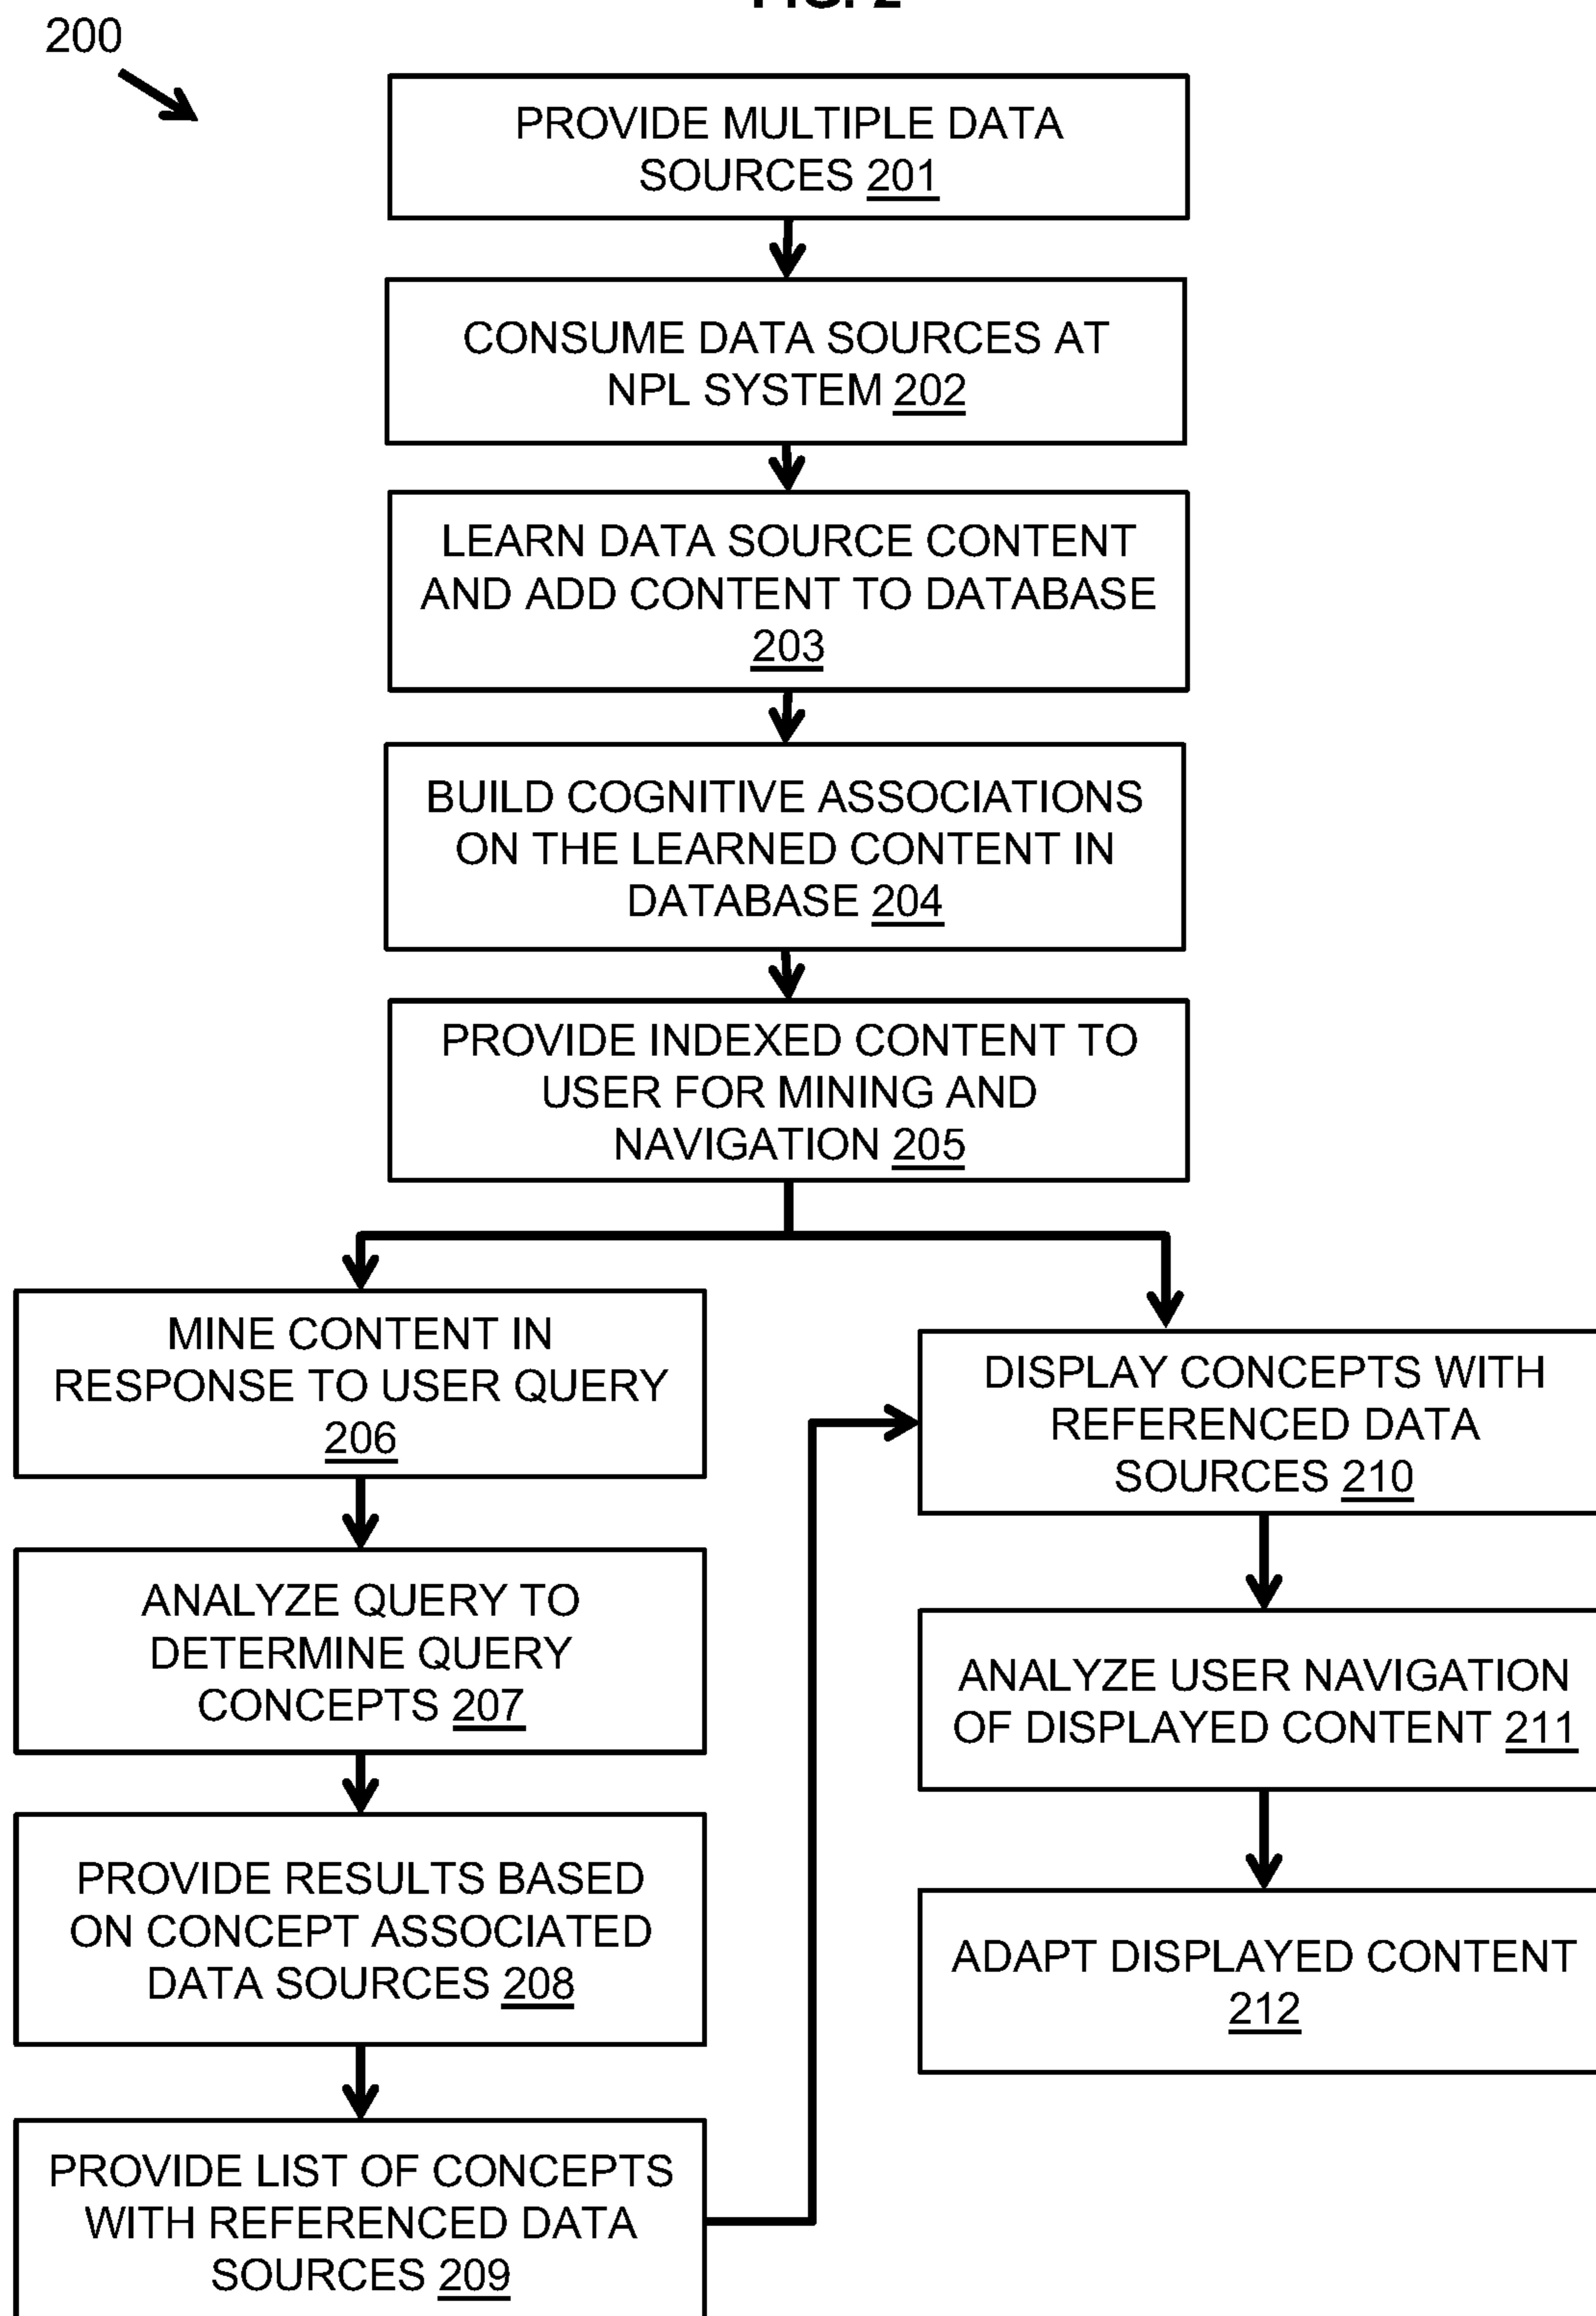 200
PROVIDE MULTIPLE DATA
SOURCES 201
CONSUME DATA SOURCES AT
NPL SYSTEM 202
LEARN DATA SOURCE CONTENT
AND ADD CONTENT TO DATABASE
203
BUILD COGNITIVE ASSOCIATIONS
ON THE LEARNED CONTENT IN
DATABASE 204
PROVIDE INDEXED CONTENT TO
USER FOR MINING AND
NAVIGATION 205
MINE CONTENT IN
RESPONSE TO USER QUERY
206
ANALYZE QUERY TO
DETERMINE QUERY
CONCEPTS 207
PROVIDE RESULTS BASED
ON CONCEPT ASSOCIATED
DATA SOURCES 208
PROVIDE LIST OF CONCEPTS
WITH REFERENCED DATA
SOURCES 209
DISPLAY CONCEPTS WITH
REFERENCED DATA
SOURCES 210
ANALYZE USER NAVIGATION
OF DISPLAYED CONTENT 211
ADAPT DISPLAYED CONTENT
212